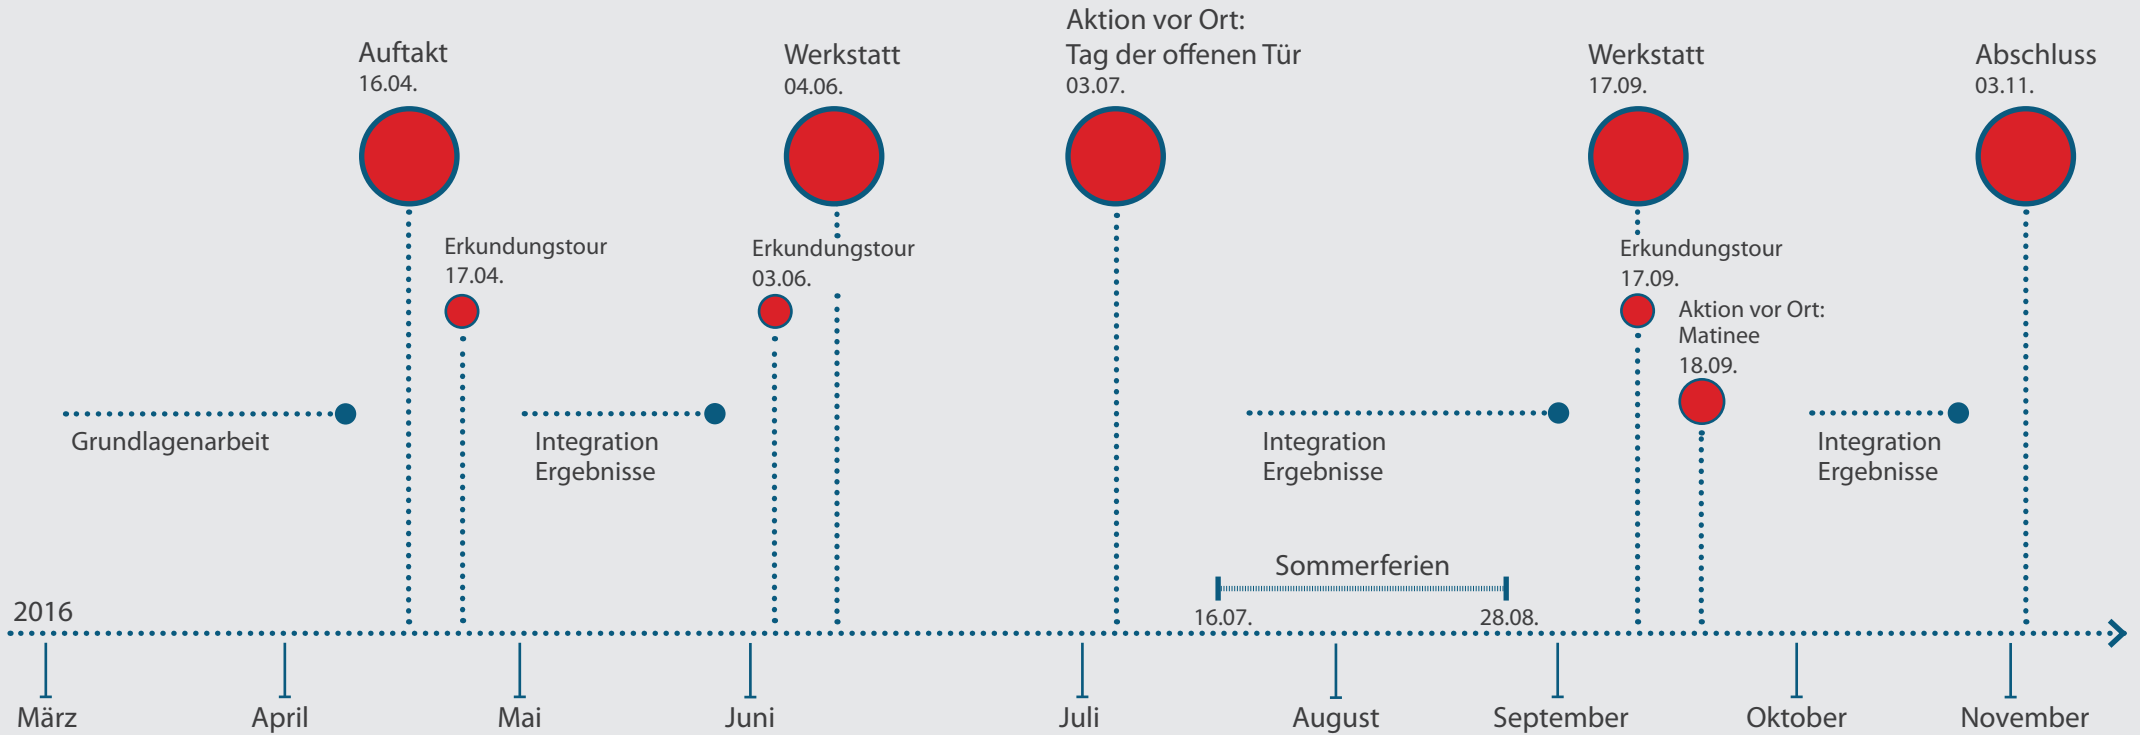 Auftakt
16.04.
Werkstatt
04.06.
Aktion vor Ort:
Tag der offenen Tür
03.07.
Werkstatt
17.09.
Abschluss
03.11.
Erkundungstour
17.04.
Erkundungstour
03.06.
Erkundungstour
17.09.
Aktion vor Ort:
Matinee
18.09.
Grundlagenarbeit
Integration
Ergebnisse
Integration
Ergebnisse
Integration
Ergebnisse
Sommerferien
16.07.
28.08.
2016
März
April
Mai
Juni
Juli
August
September
Oktober
November